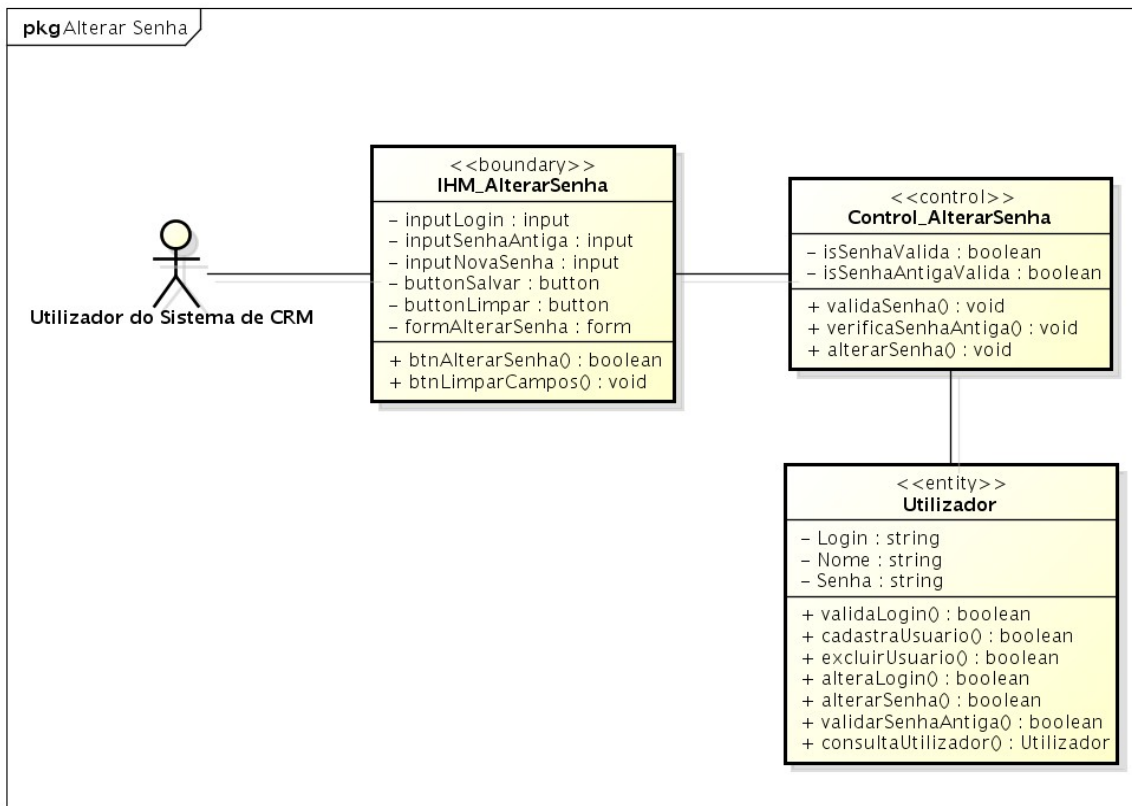 pkg Alterar Senha
Utilizador do Sistema de CRM
<<boundary>>
IHM_AlterarSenha
– inputLogin : input
– inputSenhaAntiga : input
– inputNovaSenha : input
– buttonSalvar : button
– buttonLimpar : button
– formAlterarSenha : form
+ btnAlterarSenha() : boolean
+ btnLimparCampos() : void
<<control>>
Control_AlterarSenha
– isSenhaValida : boolean
– isSenhaAntigaValida : boolean
+ validaSenha() : void
+ verificaSenhaAntiga() : void
+ alterarSenha() : void
<<entity>>
Utilizador
– Login : string
– Nome : string
– Senha : string
+ validaLogin() : boolean
+ cadastraUsuario() : boolean
+ excluirUsuario() : boolean
+ alteraLogin() : boolean
+ alterarSenha() : boolean
+ validarSenhaAntiga() : boolean
+ consultaUtilizador() : Utilizador